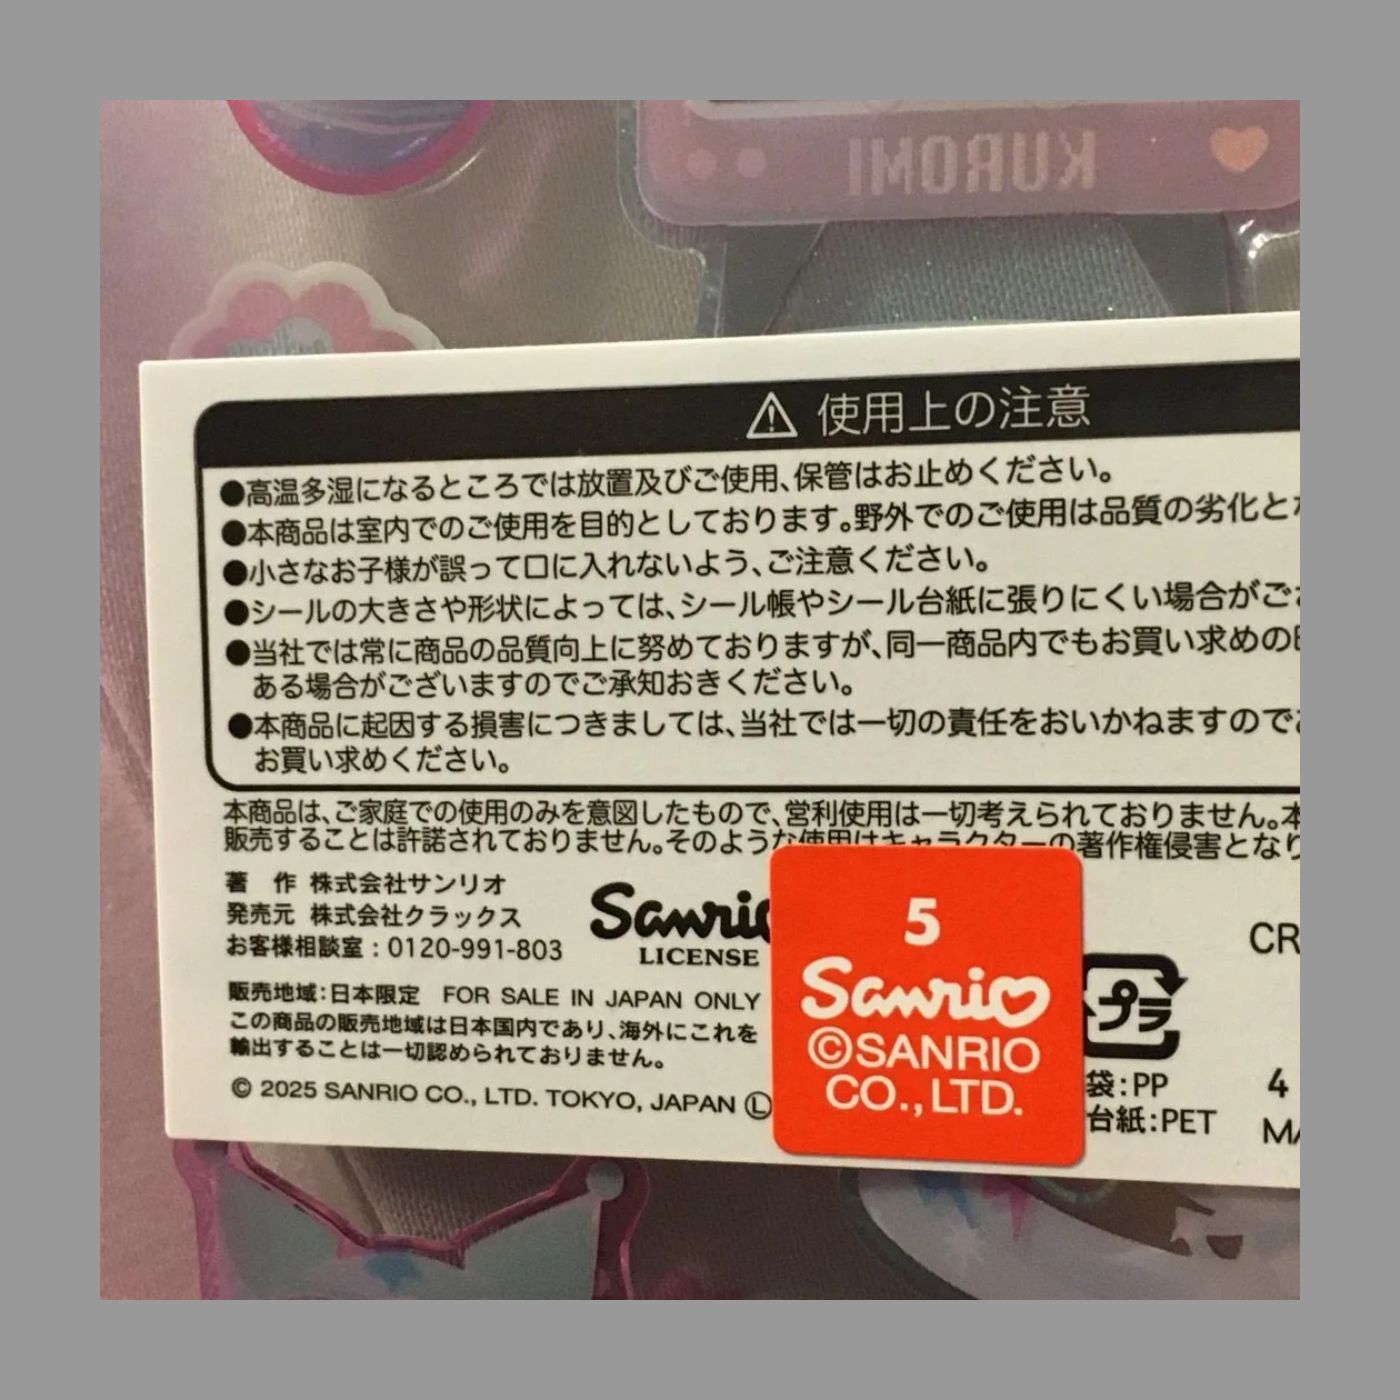 KUROMI
使用上の注意
●高温多湿になるところでは放置及びご使用、保管はお止めください。
●本商品は室内でのご使用を目的としております。野外でのご使用は品質の劣化と
●小さなお子様が誤って口に入れないよう、ご注意ください。
●シールの大きさや形状によっては、シール帳やシール台紙に張りにくい場合がござ
●当社では常に商品の品質向上に努めておりますが、同一商品内でもお買い求めの
ある場合がございますのでご承知おきください。
●本商品に起因する損害につきましては、当社では一切の責任をおいかねますので
お買い求めください。
本商品は、ご家庭での使用のみを意図したもので、営利使用は一切考えられておりません。本
販売することは許諾されておりません。そのような使用はキャラクターの著作権侵害となり
著 作 株式会社サンリオ
発売元 株式会社クラックス
お客様相談室：0120-991-803
Sanrio
LICENSE
販売地域：日本限定 FOR SALE IN JAPAN ONLY
この商品の販売地域は日本国内であり、海外にこれを
輸出することは一切認められておりません。
© 2025 SANRIO CO., LTD. TOKYO, JAPAN Ⓛ
5
Sanrio
©SANRIO
CO., LTD.
プラ
袋：PP
台紙：PET
CR
4
MA